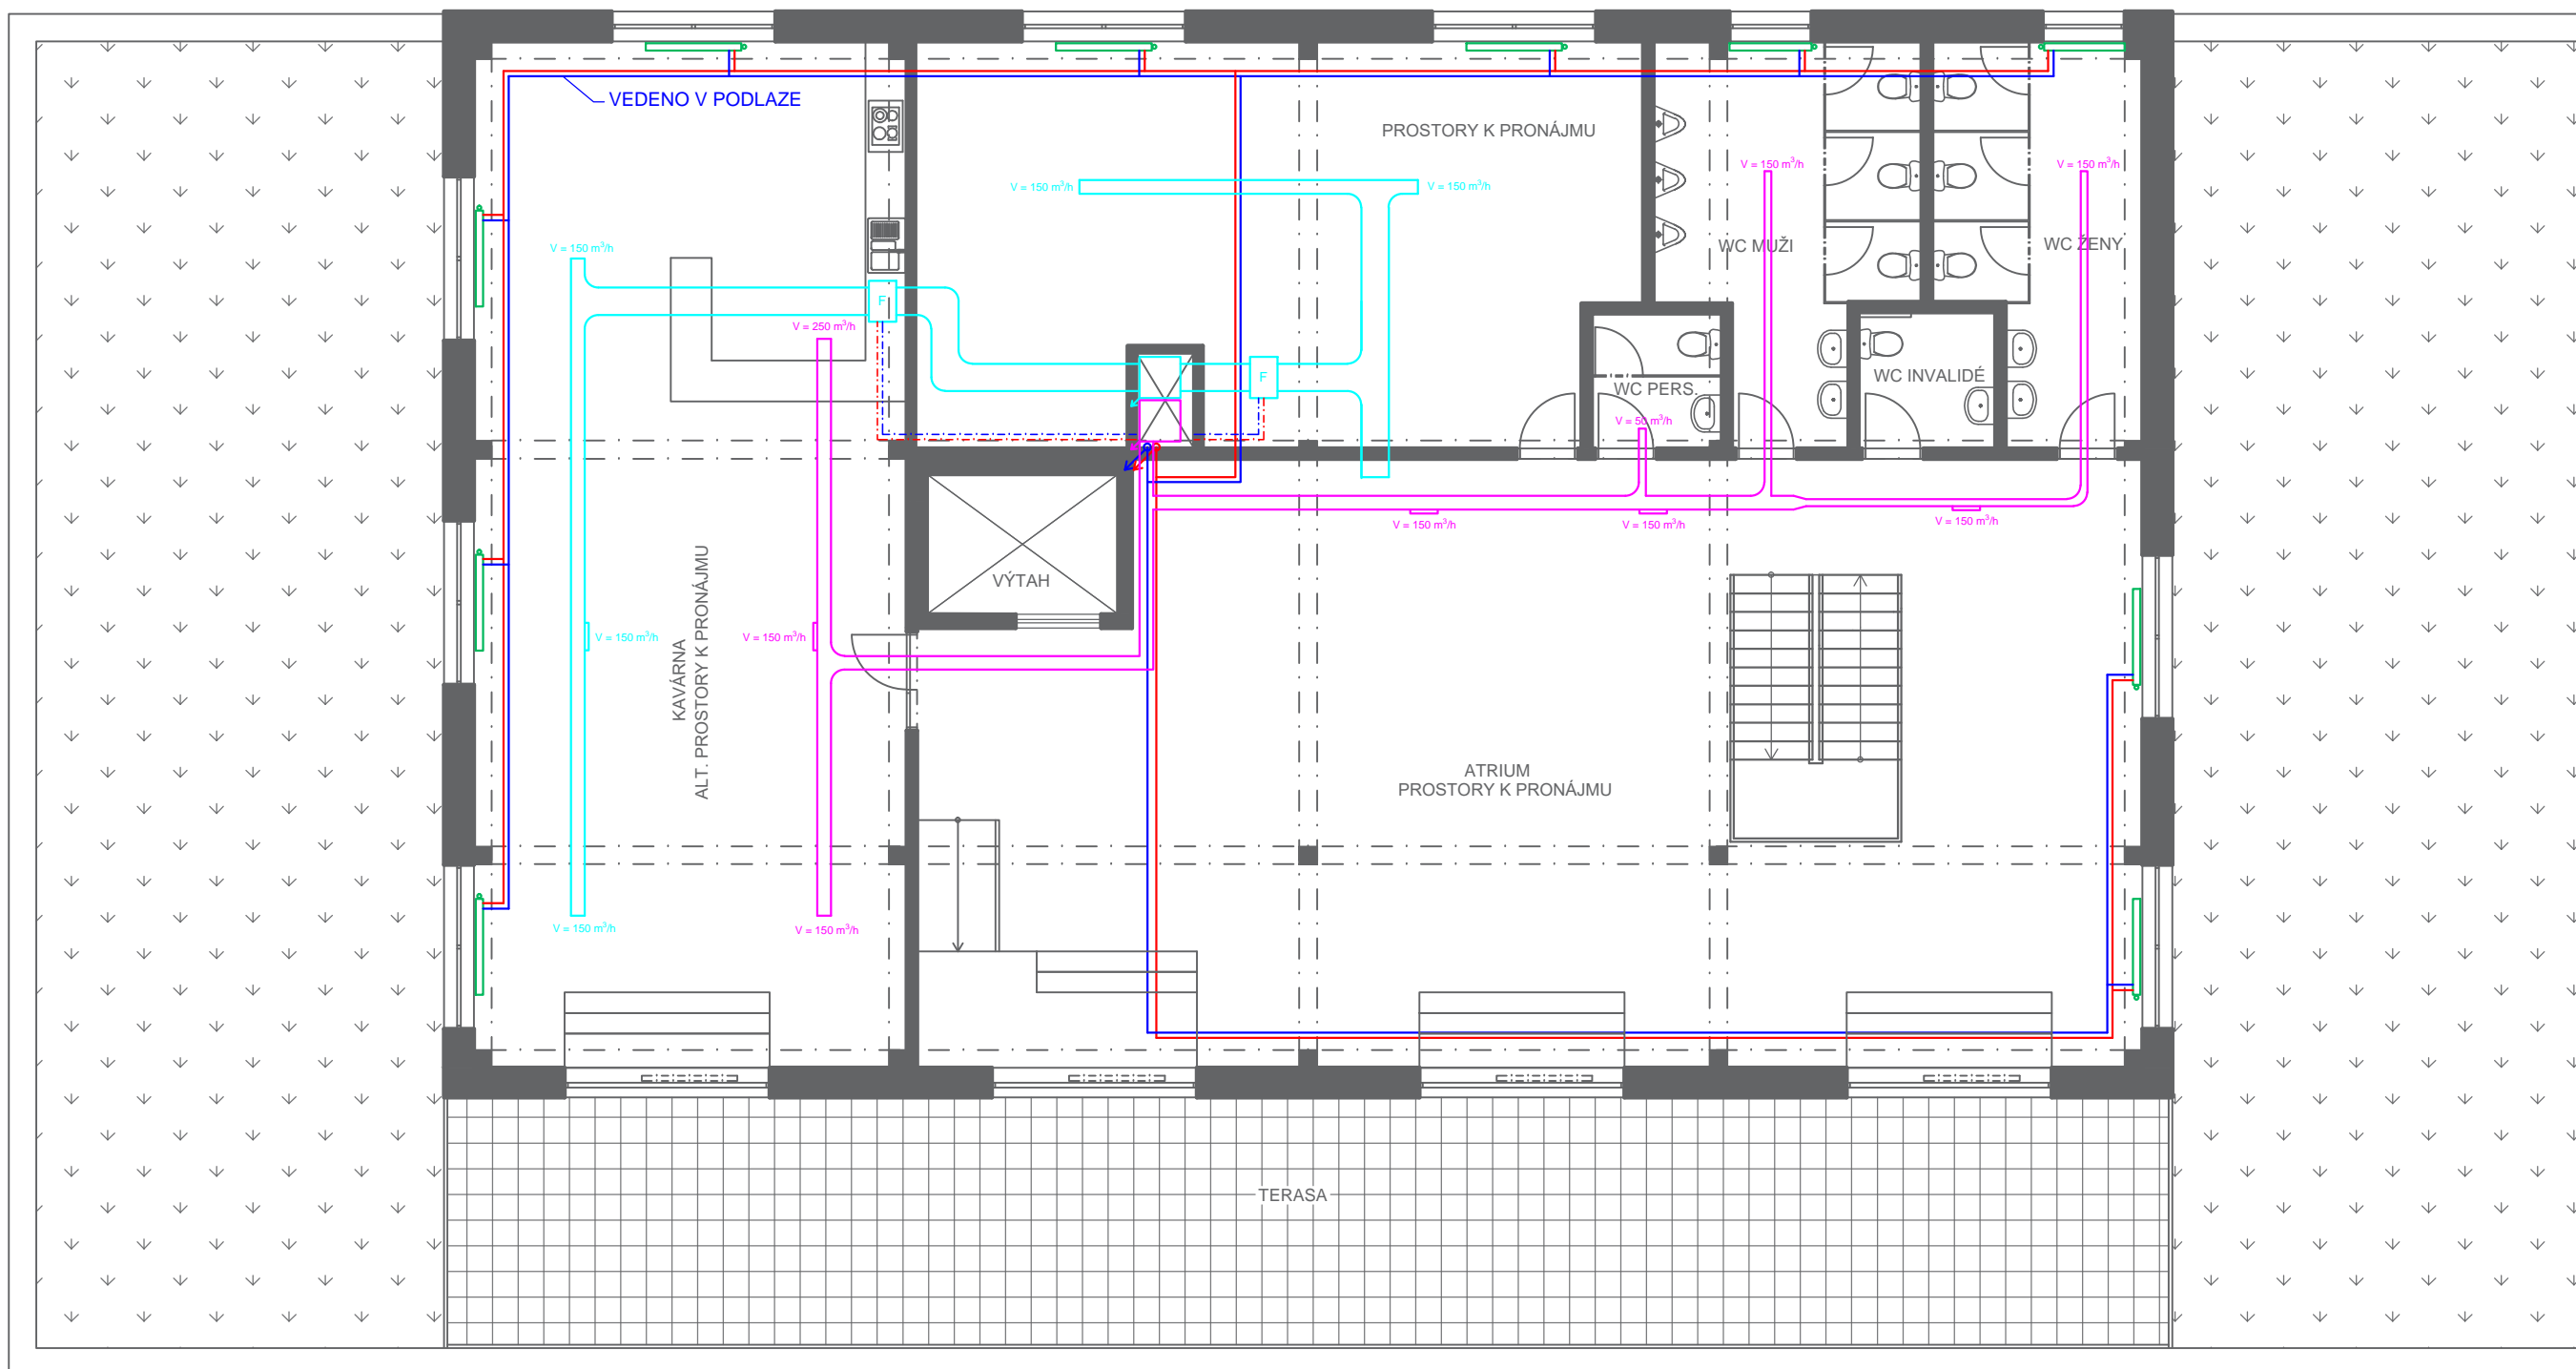 VEDENO V PODLAZE
PROSTORY K PRONÁJMU
V = 150 m³/h
V = 150 m³/h
V = 150 m³/h
V = 150 m³/h
V = 150 m³/h
WC MUŽI
WC ŽENY
F
V = 250 m³/h
F
WC PERS.
WC INVALIDÉ
V = 50 m³/h
V = 150 m³/h
V = 150 m³/h
V = 150 m³/h
VÝTAH
V = 150 m³/h
V = 150 m³/h
KAVÁRNA
ALT. PROSTORY K PRONÁJMU
ATRIUM
PROSTORY K PRONÁJMU
V = 150 m³/h
V = 150 m³/h
TERASA